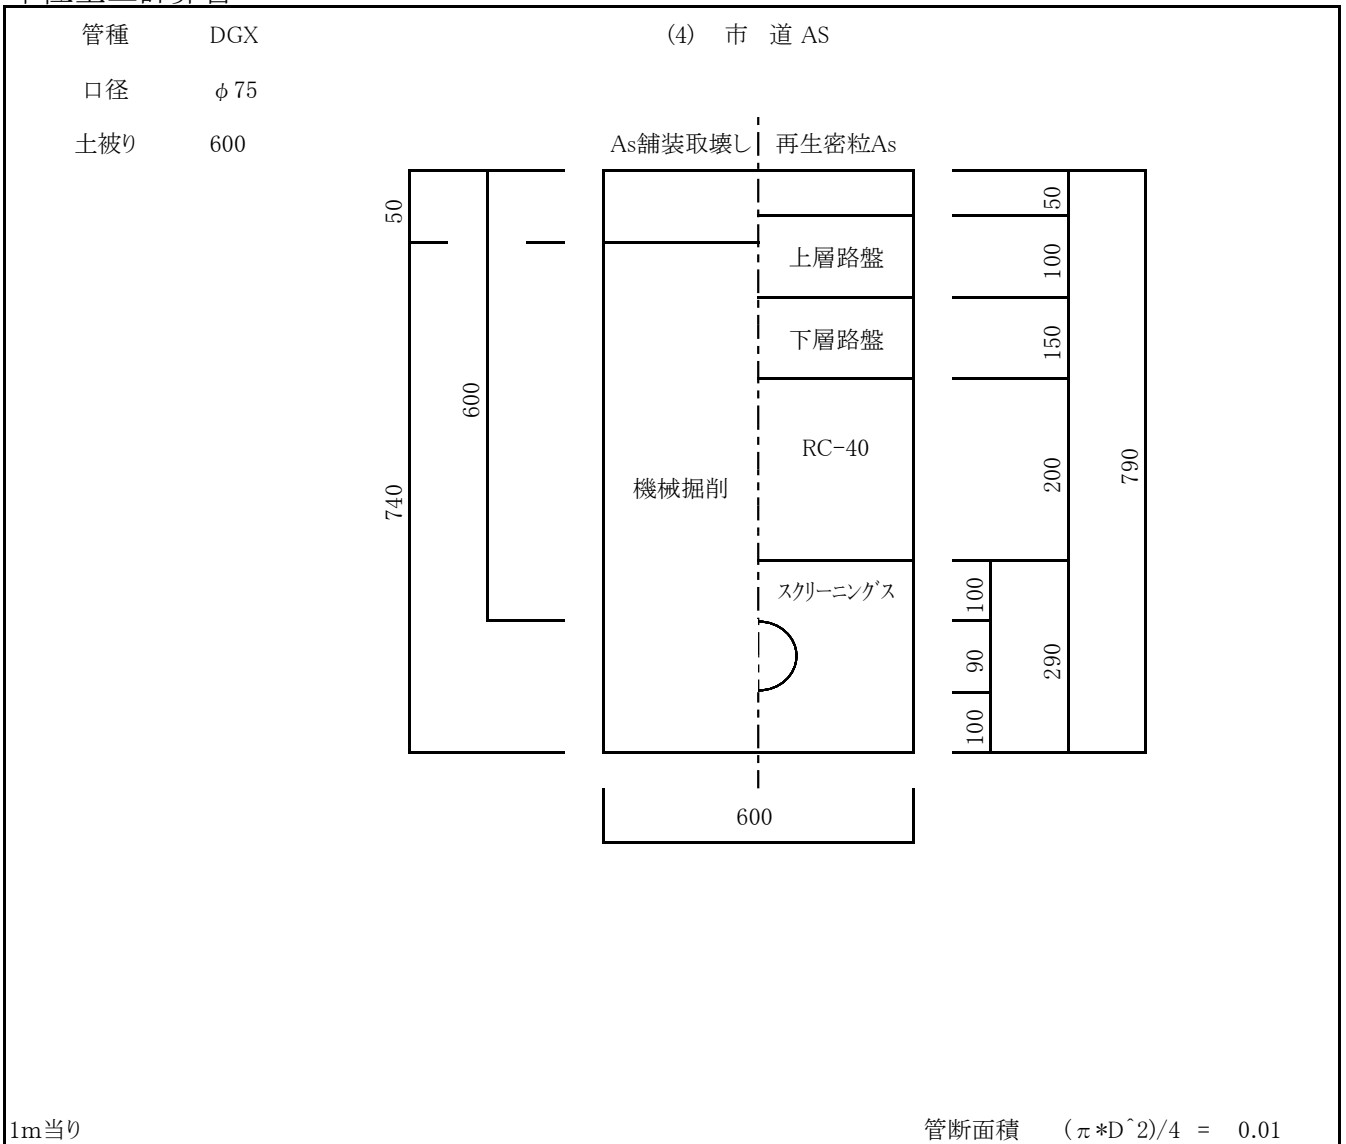 管種 DGX (4) 市 道 AS
口径 φ75
土被り 600 As舗装取壊し 再生密粒As
50 50
上層路盤 100
下層路盤 150
600
RC-40
790
機械掘削 200
740
スクリーニングス 100
90 290
100
600
1m当り 管断面積 (π*D^2)/4 = 0.01